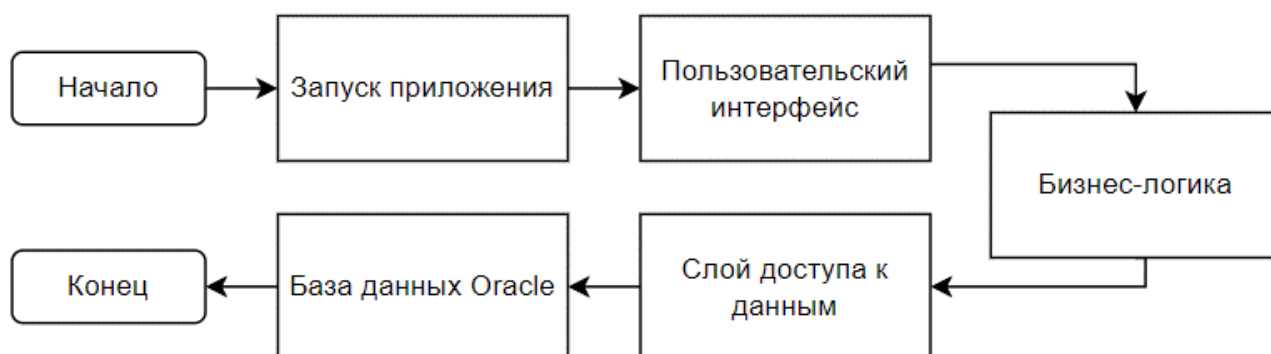 Начало
Запуск приложения
Пользовательский
интерфейс
Бизнес-логика
Слой доступа к
данным
База данных Oracle
Конец